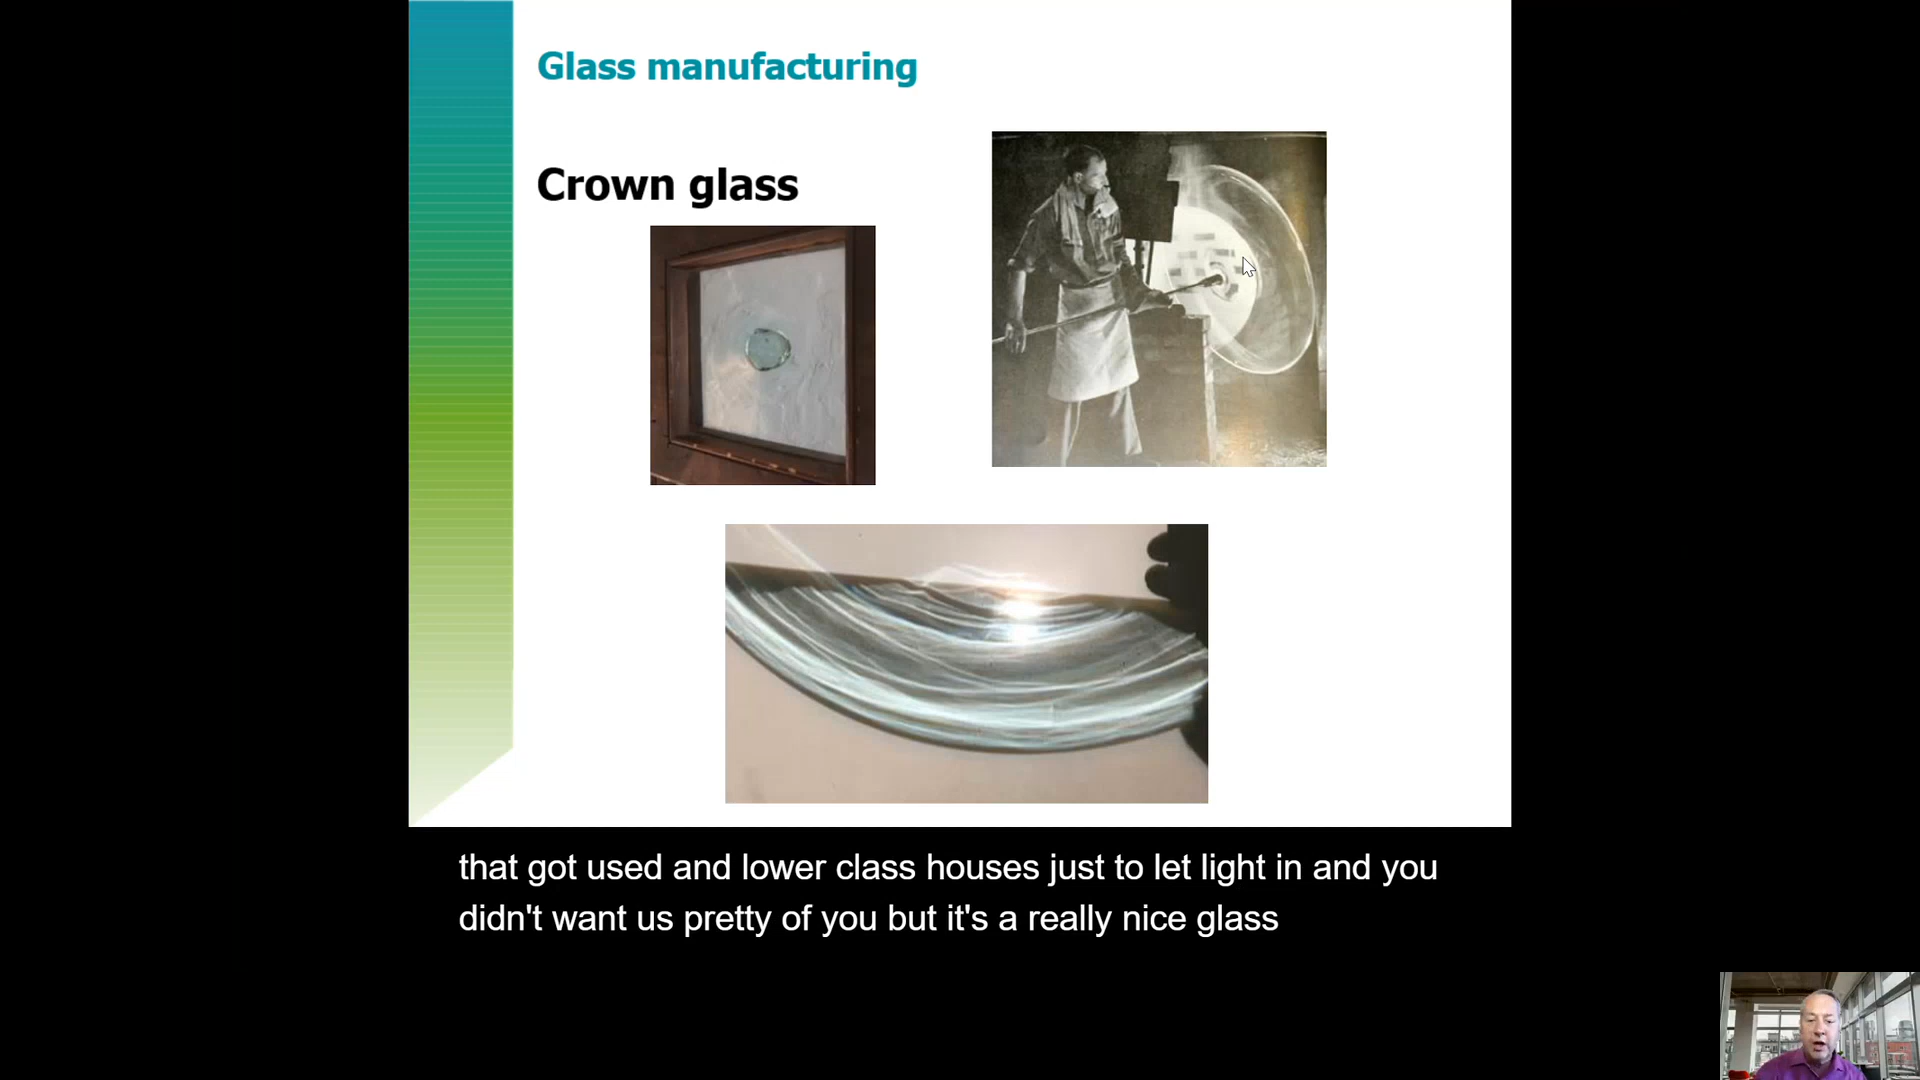 Glass manufacturing
Crown glass
that got used and lower class houses just to let light in and you
didn't want us pretty of you but it's a really nice glass